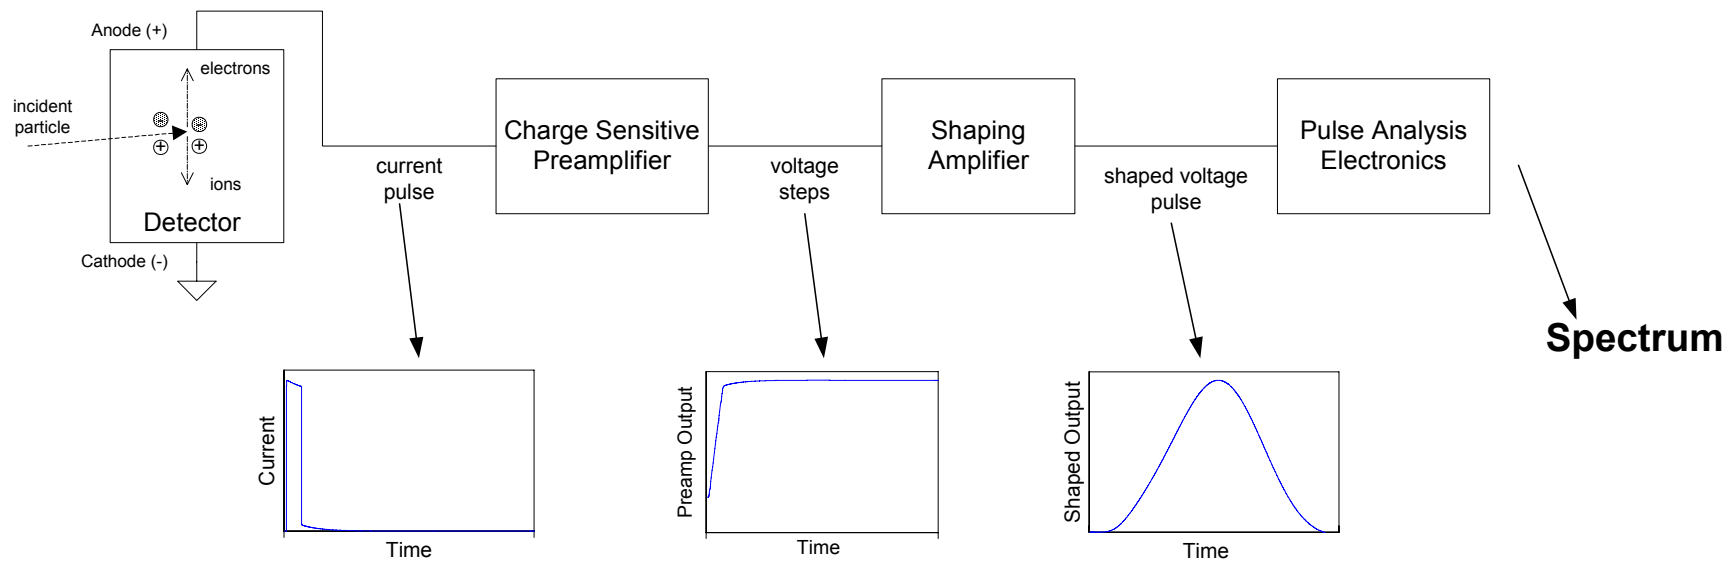 Anode (+)
electrons
incident
particle
-
-
+
+
ions
Detector
Cathode (-)
current
pulse
Charge Sensitive
Preamplifier
voltage
steps
Shaping
Amplifier
shaped voltage
pulse
Pulse Analysis
Electronics
Spectrum
Current
Time
Preamp Output
Time
Shaped Output
Time